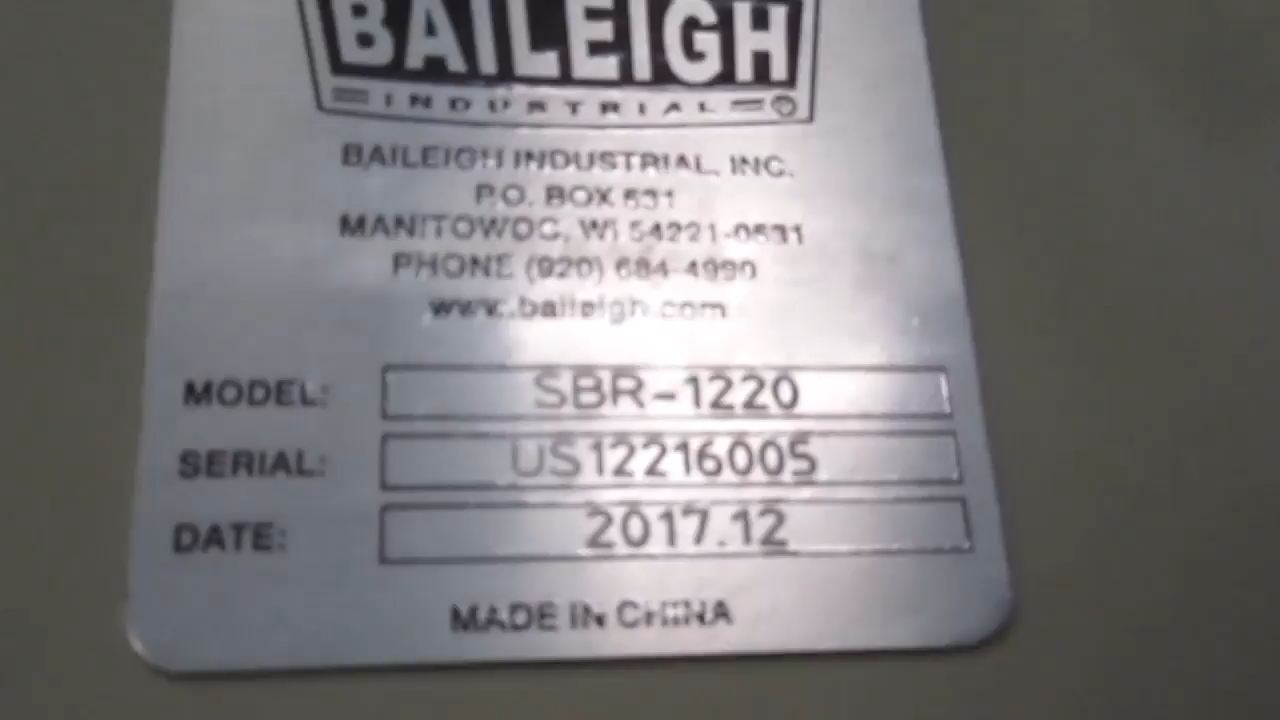 BAILEIGH
INDUSTRIAL ®
BAILEIGH INDUSTRIAL, INC.
P.O. BOX 531
MANITOWOC, WI 54221-0531
PHONE (920) 684-4990
www.baileigh.com
MODEL: SBR-1220
SERIAL: US12216005
DATE: 2017.12
MADE IN CHINA